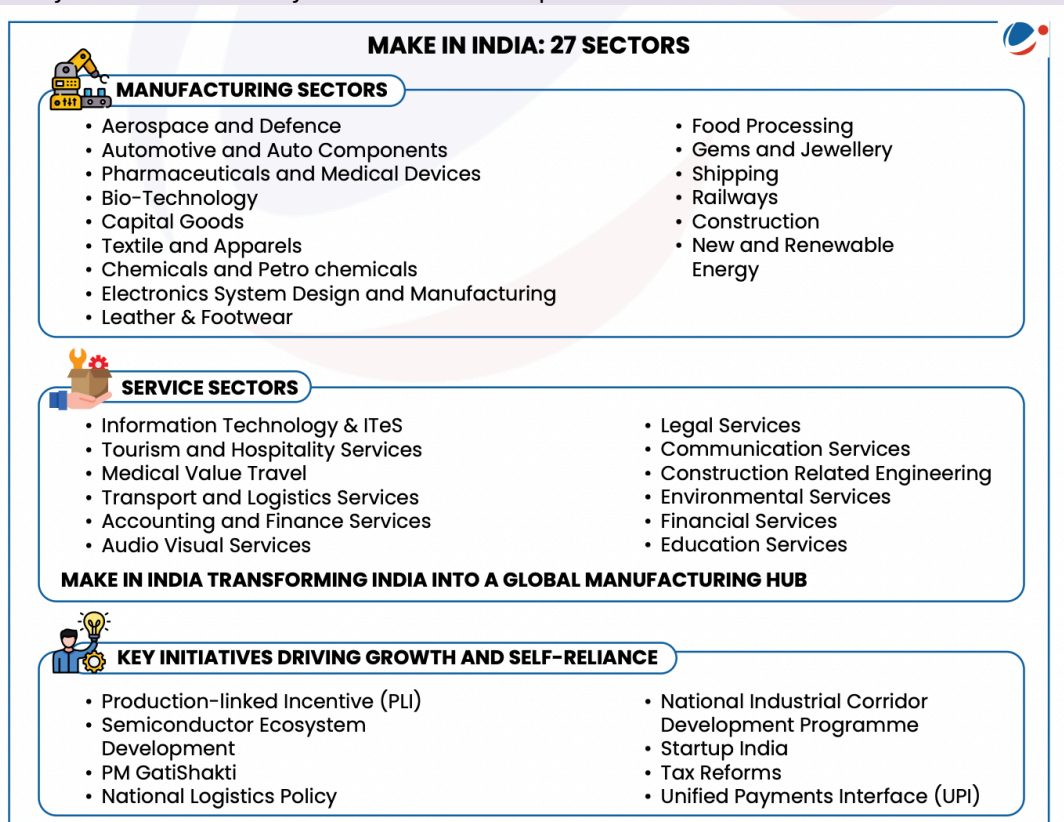 MAKE IN INDIA: 27 SECTORS
MANUFACTURING SECTORS
• Aerospace and Defence
• Automotive and Auto Components
• Pharmaceuticals and Medical Devices
• Bio-Technology
• Capital Goods
• Textile and Apparels
• Chemicals and Petro chemicals
• Electronics System Design and Manufacturing
• Leather & Footwear
• Food Processing
• Gems and Jewellery
• Shipping
• Railways
• Construction
• New and Renewable
Energy
SERVICE SECTORS
• Information Technology & ITeS
• Tourism and Hospitality Services
• Medical Value Travel
• Transport and Logistics Services
• Accounting and Finance Services
• Audio Visual Services
• Legal Services
• Communication Services
• Construction Related Engineering
• Environmental Services
• Financial Services
• Education Services
MAKE IN INDIA TRANSFORMING INDIA INTO A GLOBAL MANUFACTURING HUB
KEY INITIATIVES DRIVING GROWTH AND SELF-RELIANCE
• Production-linked Incentive (PLI)
• Semiconductor Ecosystem
Development
• PM GatiShakti
• National Logistics Policy
• National Industrial Corridor
Development Programme
• Startup India
• Tax Reforms
• Unified Payments Interface (UPI)